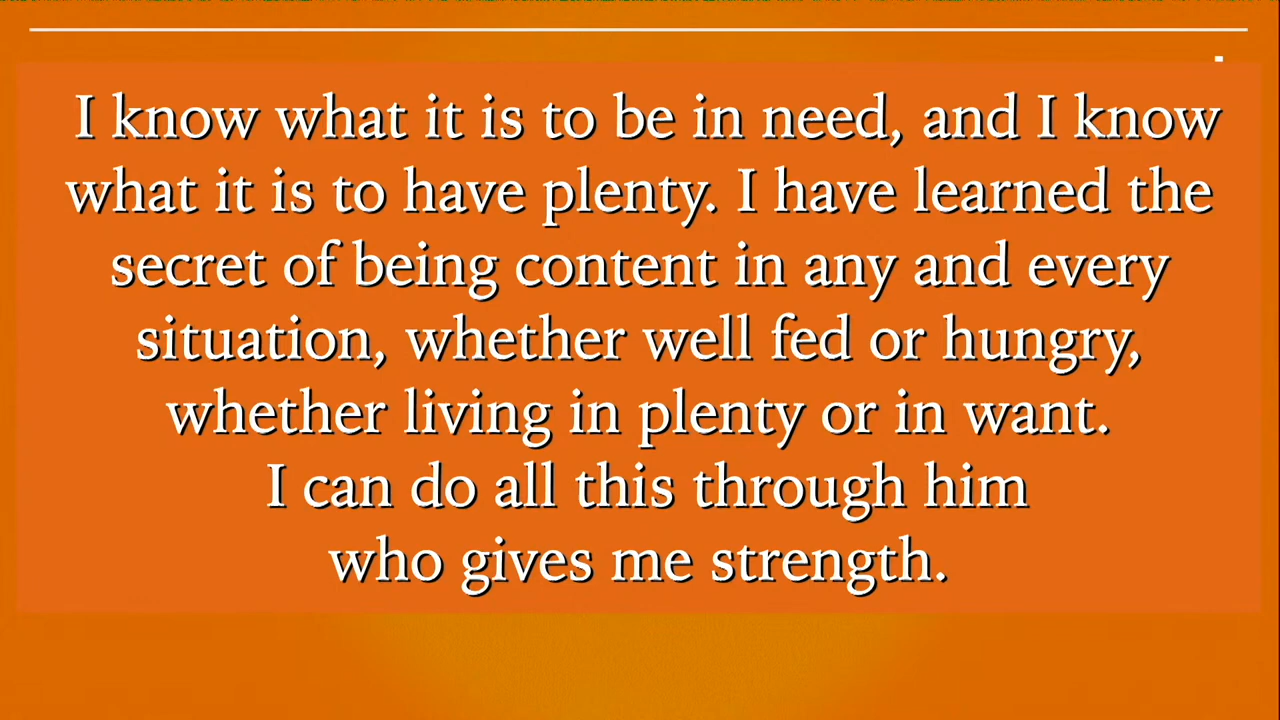 I know what it is to be in need, and I know
what it is to have plenty. I have learned the
secret of being content in any and every
situation, whether well fed or hungry,
whether living in plenty or in want.
I can do all this through him
who gives me strength.